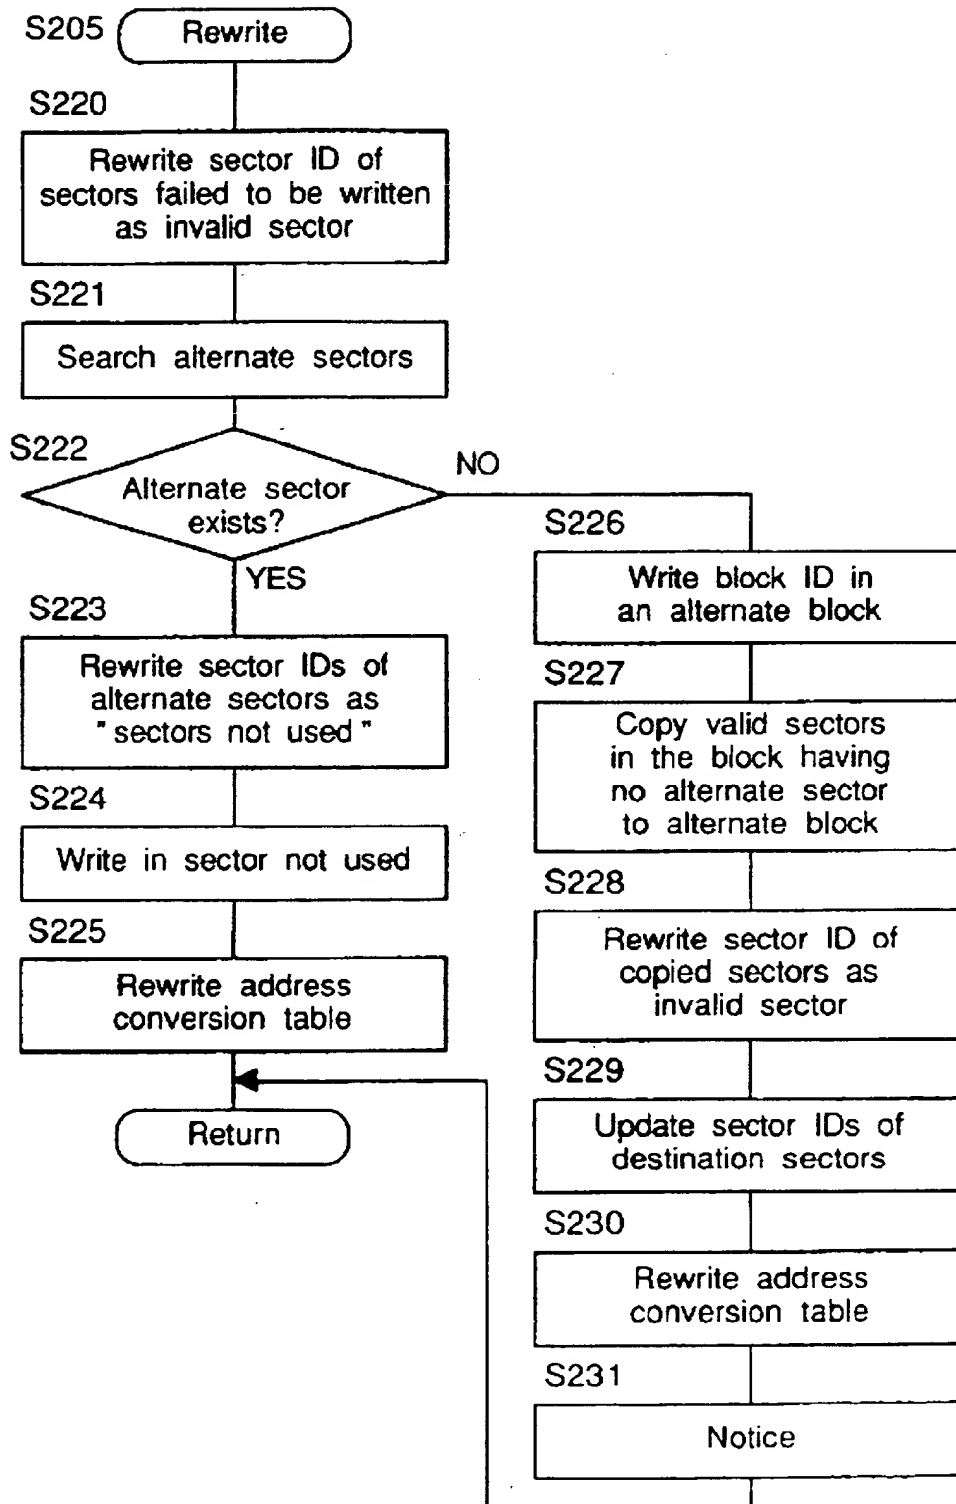 S205
Rewrite
S220
Rewrite sector ID of
sectors failed to be written
as invalid sector
S221
Search alternate sectors
S222
Alternate sector
exists?
NO
YES
S223
Rewrite sector IDs of
alternate sectors as
"sectors not used"
S224
Write in sector not used
S225
Rewrite address
conversion table
Return
S226
Write block ID in
an alternate block
S227
Copy valid sectors
in the block having
no alternate sector
to alternate block
S228
Rewrite sector ID of
copied sectors as
invalid sector
S229
Update sector IDs of
destination sectors
S230
Rewrite address
conversion table
S231
Notice